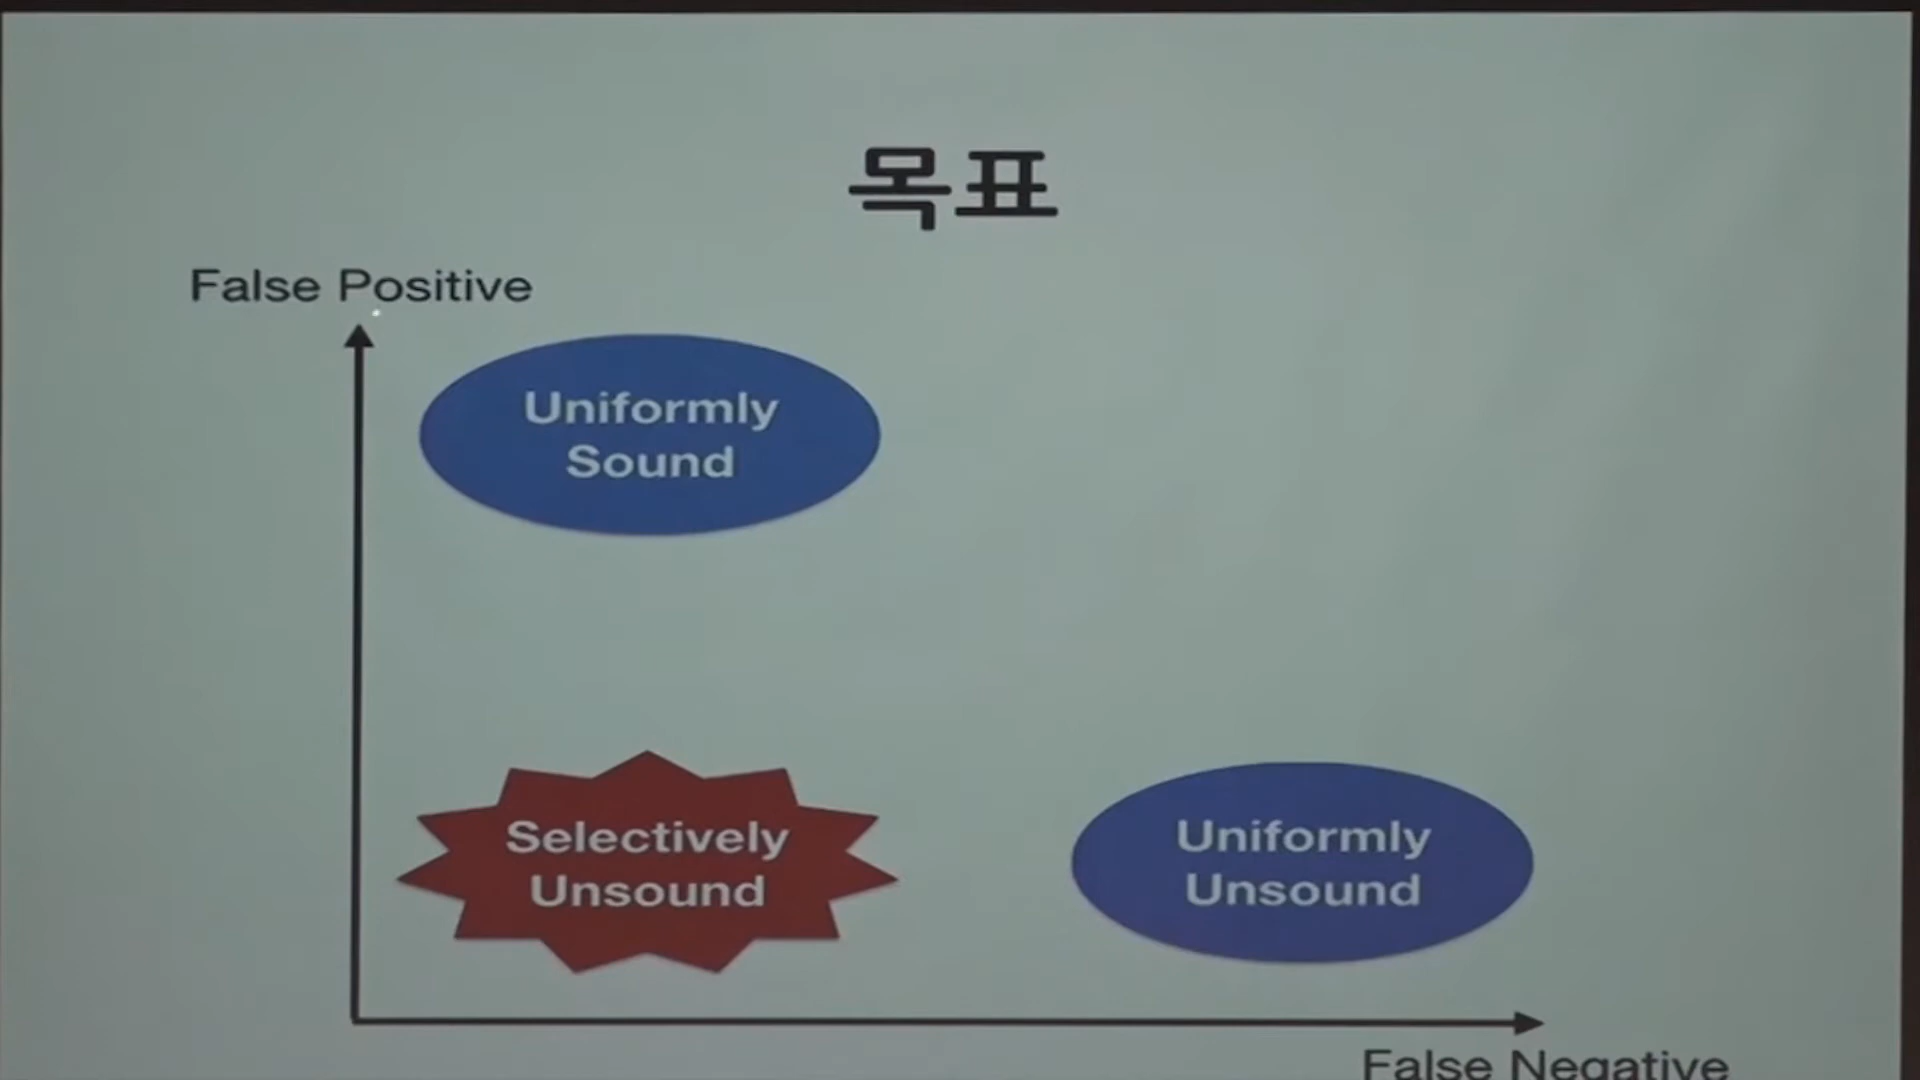 목표
False Positive
Uniformly
Sound
Selectively
Unsound
Uniformly
Unsound
False Negative